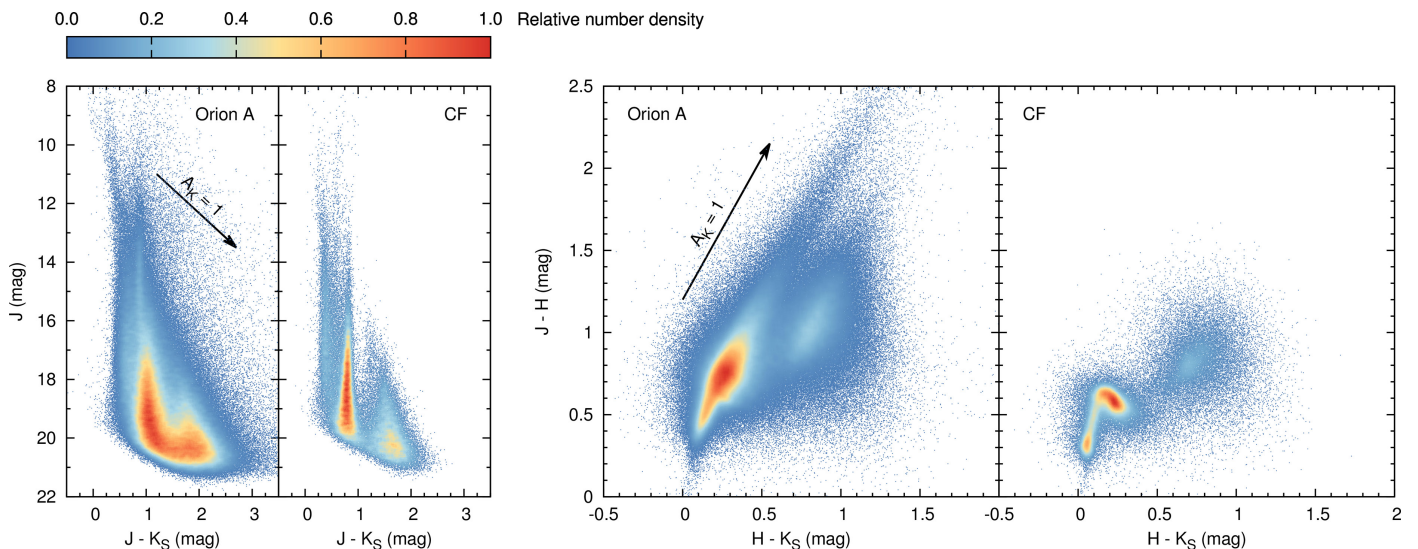 0.0 0.2 0.4 0.6 0.8 1.0 Relative number density
8
10
12
14
16
18
20
22
J (mag)
Orion A
A_K = 1
0 1 2 3
J - K_S (mag)
CF
0 1 2 3
J - K_S (mag)
2.5
2
1.5
1
0.5
0
J - H (mag)
Orion A
A_K = 1
-0.5 0 0.5 1
H - K_S (mag)
CF
-0.5 0 0.5 1 1.5 2
H - K_S (mag)